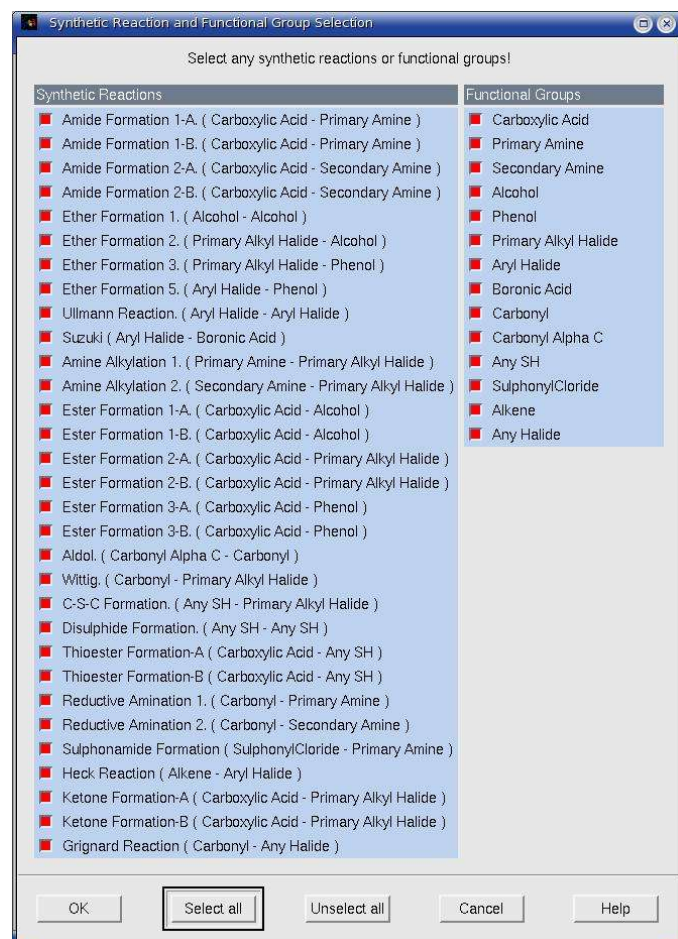 Synthetic Reaction and Functional Group Selection
Select any synthetic reactions or functional groups!
Synthetic Reactions
Amide Formation 1-A. ( Carboxylic Acid - Primary Amine )
Amide Formation 1-B. ( Carboxylic Acid - Primary Amine )
Amide Formation 2-A. ( Carboxylic Acid - Secondary Amine )
Amide Formation 2-B. ( Carboxylic Acid - Secondary Amine )
Ether Formation 1. ( Alcohol - Alcohol )
Ether Formation 2. ( Primary Alkyl Halide - Alcohol )
Ether Formation 3. ( Primary Alkyl Halide - Phenol )
Ether Formation 5. ( Aryl Halide - Phenol )
Ullmann Reaction. ( Aryl Halide - Aryl Halide )
Suzuki ( Aryl Halide - Boronic Acid )
Amine Alkylation 1. ( Primary Amine - Primary Alkyl Halide )
Amine Alkylation 2. ( Secondary Amine - Primary Alkyl Halide )
Ester Formation 1-A. ( Carboxylic Acid - Alcohol )
Ester Formation 1-B. ( Carboxylic Acid - Alcohol )
Ester Formation 2-A. ( Carboxylic Acid - Primary Alkyl Halide )
Ester Formation 2-B. ( Carboxylic Acid - Primary Alkyl Halide )
Ester Formation 3-A. ( Carboxylic Acid - Phenol )
Ester Formation 3-B. ( Carboxylic Acid - Phenol )
Aldol. ( Carbonyl Alpha C - Carbonyl )
Wittig. ( Carbonyl - Primary Alkyl Halide )
C-S-C Formation. ( Any SH - Primary Alkyl Halide )
Disulphide Formation. ( Any SH - Any SH )
Thioester Formation-A ( Carboxylic Acid - Any SH )
Thioester Formation-B ( Carboxylic Acid - Any SH )
Reductive Amination 1. ( Carbonyl - Primary Amine )
Reductive Amination 2. ( Carbonyl - Secondary Amine )
Sulphonamide Formation ( SulphonylCloride - Primary Amine )
Heck Reaction ( Alkene - Aryl Halide )
Ketone Formation-A ( Carboxylic Acid - Primary Alkyl Halide )
Ketone Formation-B ( Carboxylic Acid - Primary Alkyl Halide )
Grignard Reaction ( Carbonyl - Any Halide )
Functional Groups
Carboxylic Acid
Primary Amine
Secondary Amine
Alcohol
Phenol
Primary Alkyl Halide
Aryl Halide
Boronic Acid
Carbonyl
Carbonyl Alpha C
Any SH
SulphonylCloride
Alkene
Any Halide
OK
Select all
Unselect all
Cancel
Help